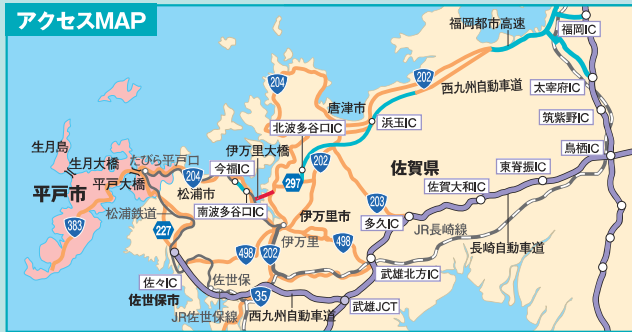 アクセスMAP
福岡都市高速
福岡IC
202
西九州自動車道
太宰府IC
204
唐津市
浜玉IC
筑紫野IC
北波多谷口IC
鳥栖IC
生月島
生月大橋
たびら平戸口
伊万里大橋
今福IC
202
佐賀県
東脊振IC
平戸市
平戸大橋
204
松浦市
297
佐賀大和IC
203
松浦鉄道
南波多谷口IC
伊万里市
多久IC
383
227
伊万里
JR長崎線
498
202
498
長崎自動車道
佐々IC
佐世保
武雄北方IC
佐世保市
35
武雄JCT
JR佐世保線
西九州自動車道